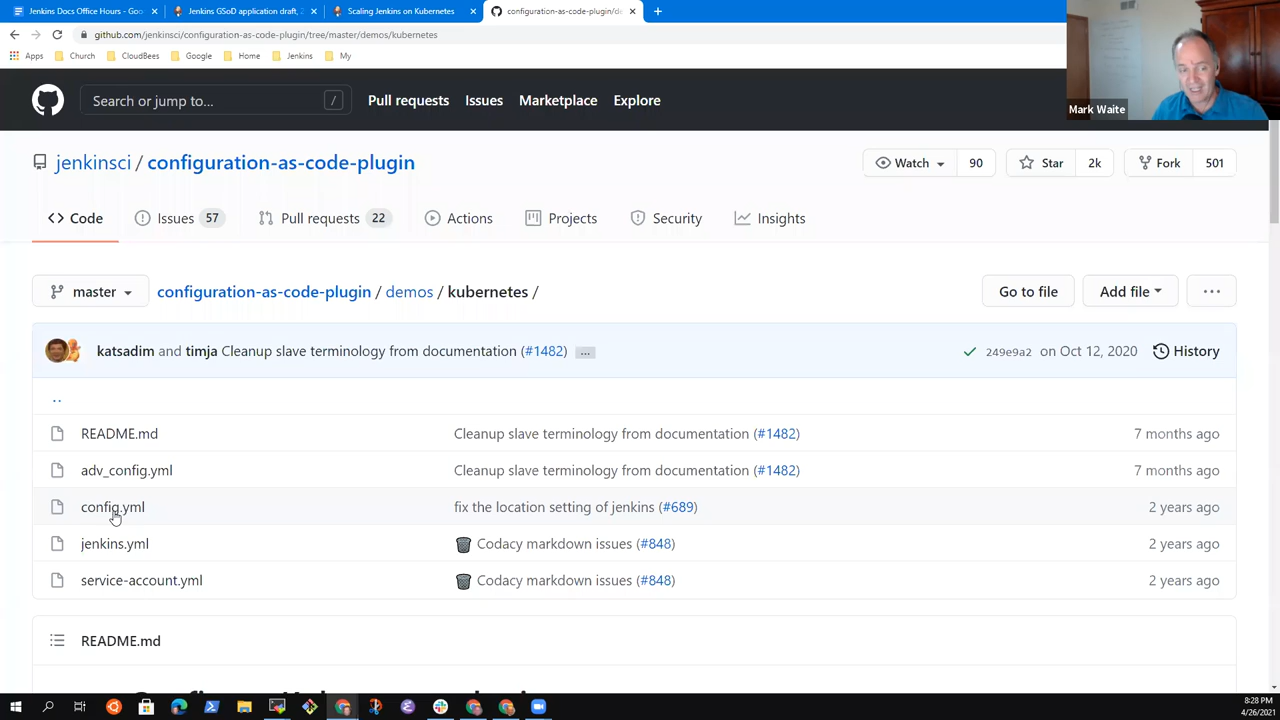 Jenkins Docs Office Hours - Goo
Jenkins GSoD application draft, 2
Scaling Jenkins on Kubernetes
configuration-as-code-plugin/de
github.com/jenkinsci/configuration-as-code-plugin/tree/master/demos/kubernetes
Apps Church CloudBees Google Home Jenkins My
Mark Waite
Search or jump to... /
Pull requests Issues Marketplace Explore
jenkinsci / configuration-as-code-plugin
Watch 90 Star 2k Fork 501
Code Issues 57 Pull requests 22 Actions Projects Security Insights
master configuration-as-code-plugin / demos / kubernetes / Go to file Add file ...
katsadim and timja Cleanup slave terminology from documentation (#1482) ... 249e9a2 on Oct 12, 2020 History
..
README.md Cleanup slave terminology from documentation (#1482) 7 months ago
adv_config.yml Cleanup slave terminology from documentation (#1482) 7 months ago
config.yml fix the location setting of jenkins (#689) 2 years ago
jenkins.yml Codacy markdown issues (#848) 2 years ago
service-account.yml Codacy markdown issues (#848) 2 years ago
README.md
8:28 PM
4/26/2021